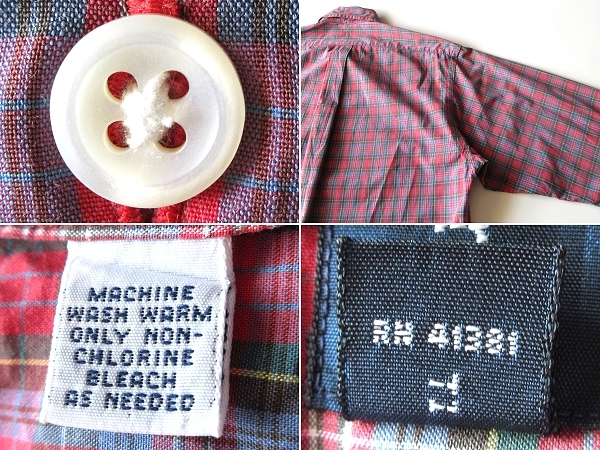 MACHINE
WASH WARM
ONLY NON-
CHLORINE
BLEACH
AS NEEDED
RN 41381